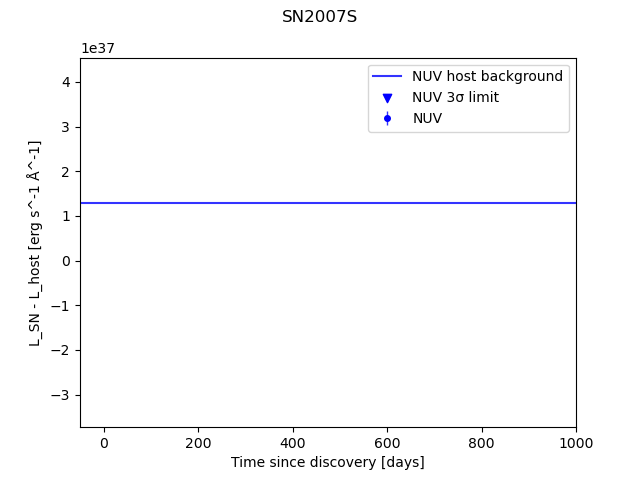 SN2007S
1e37
NUV host background
NUV 3σ limit
NUV
4
3
2
1
0
−1
−2
−3
L_SN - L_host [erg s^-1 Å^-1]
0 200 400 600 800 1000
Time since discovery [days]